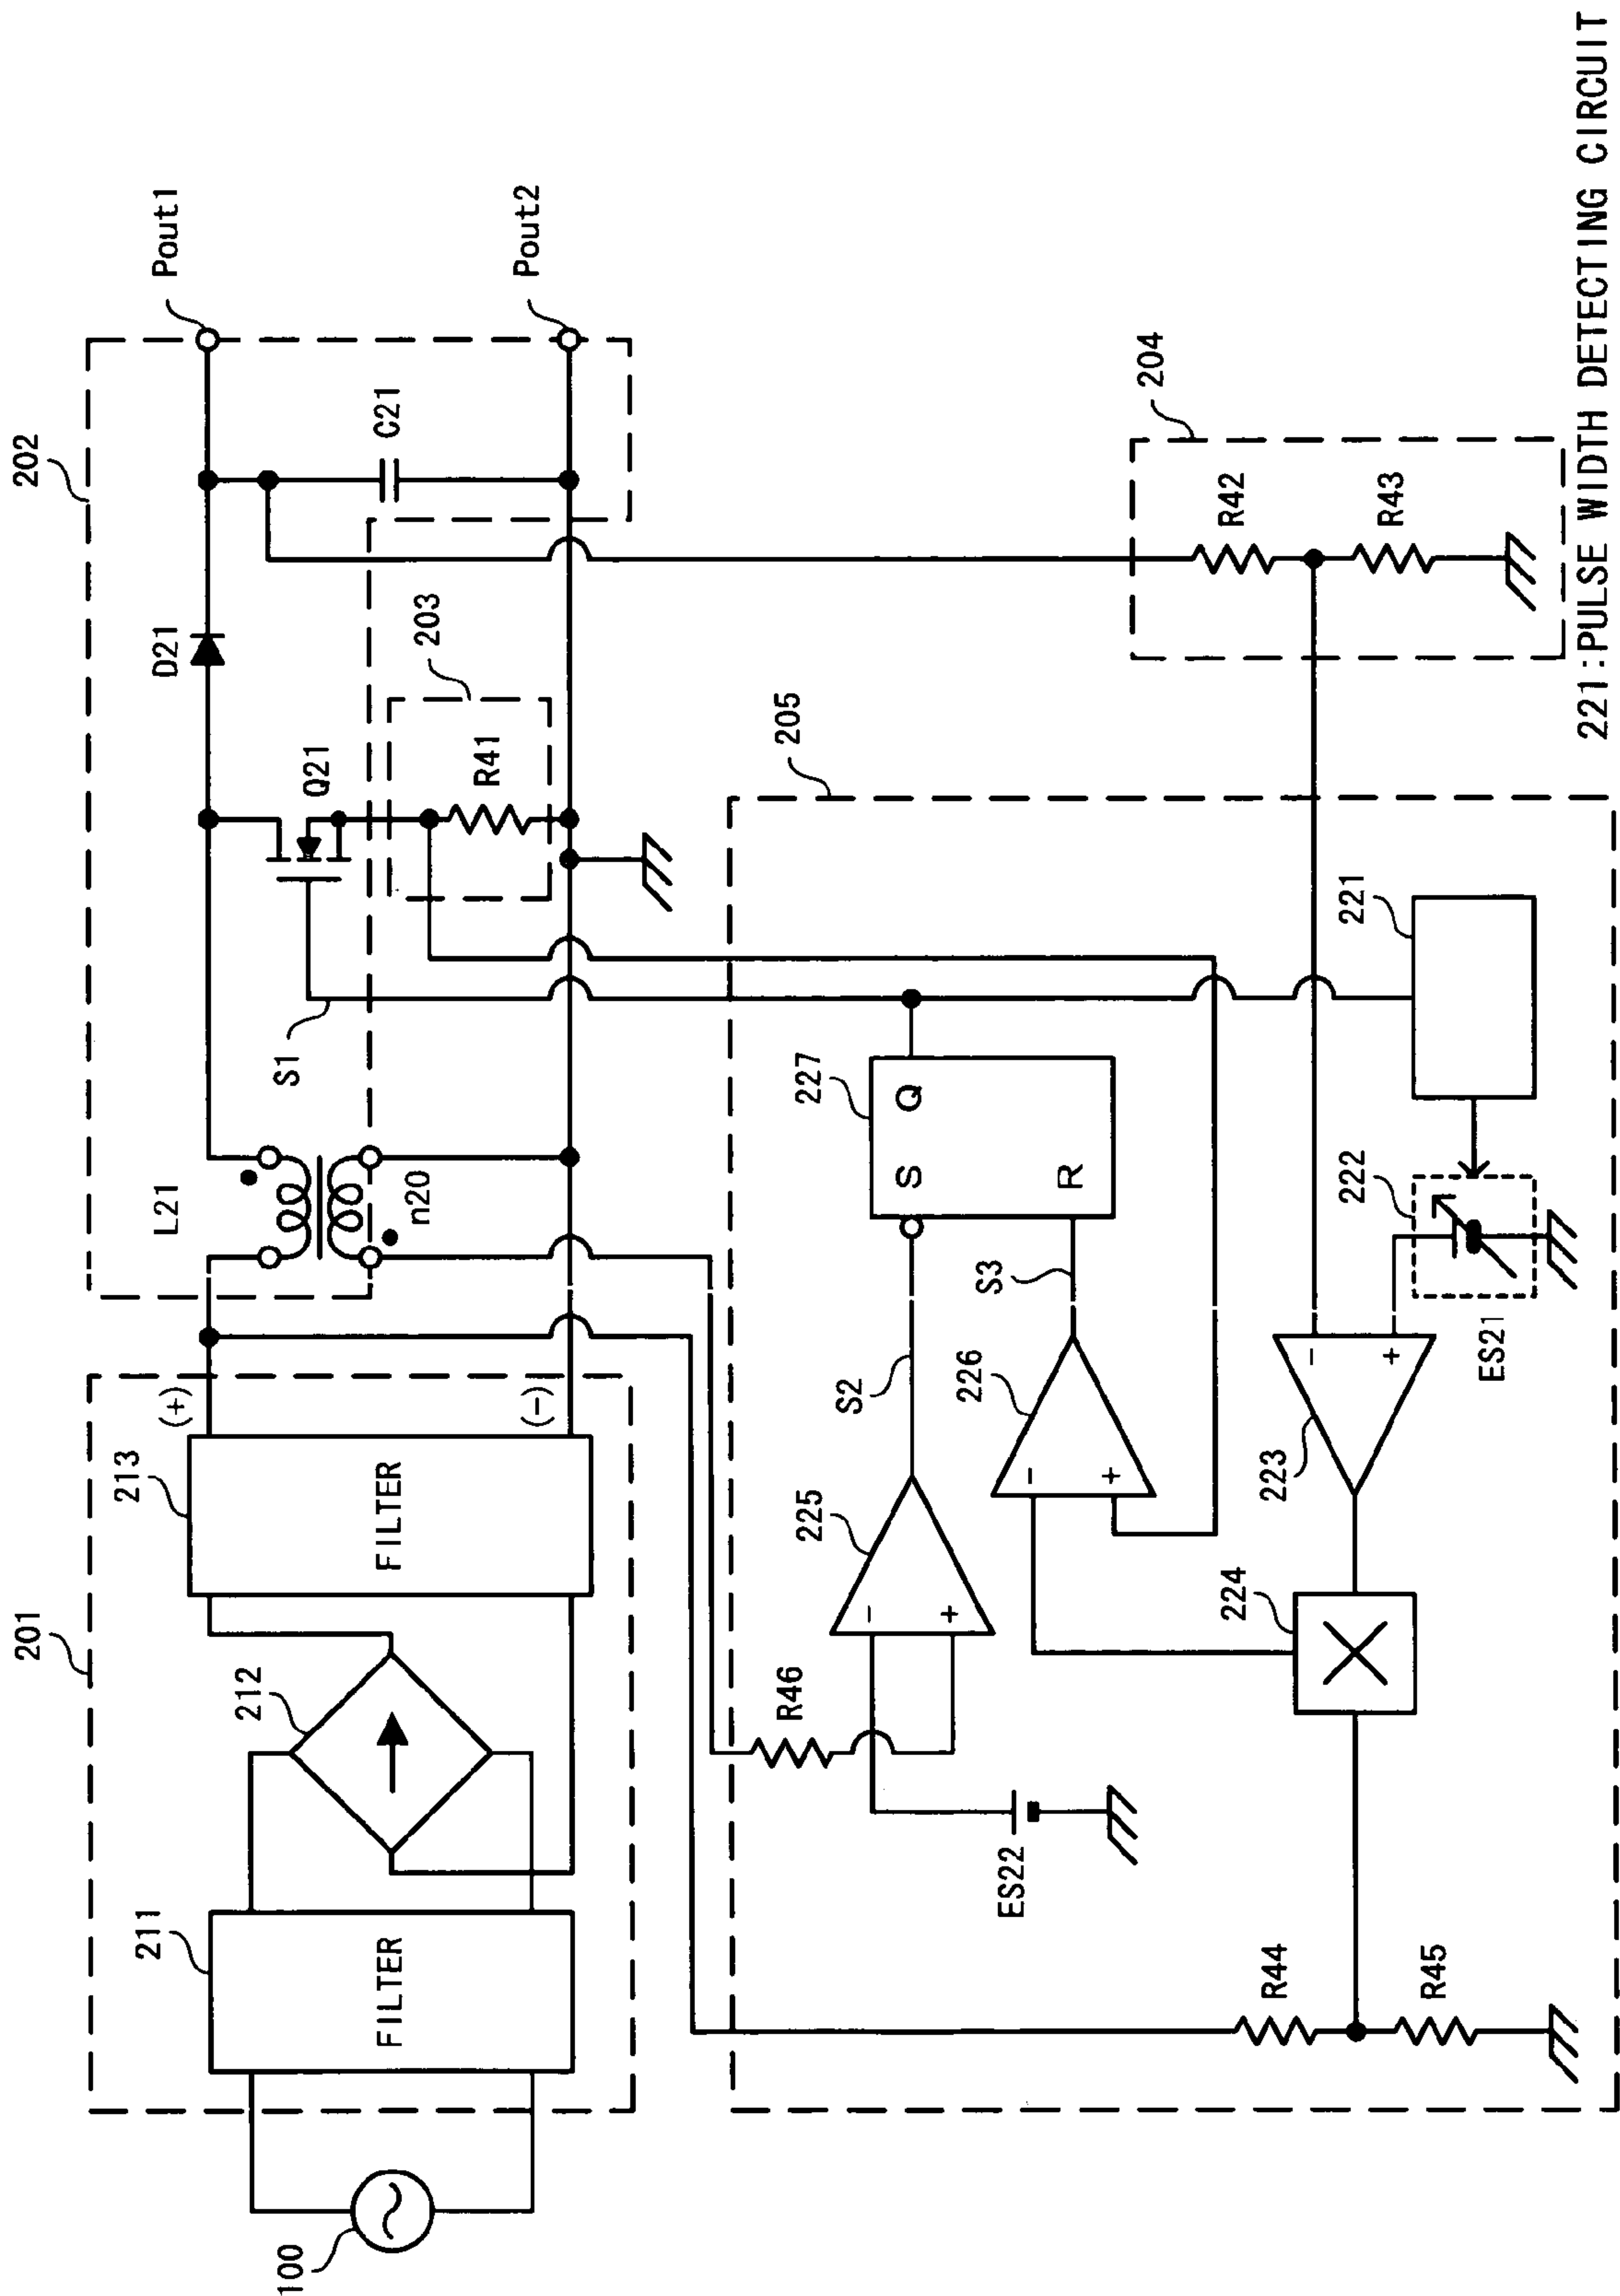 202
Pout1
L21
D21
C21
Q21
203
R41
S1
n20
Pout2
201
213
(+)
(-)
FILTER
212
211
FILTER
100
205
204
R42
R43
227
S
Q
R
S2
S3
225
-
+
226
-
+
R46
ES22
221
222
ES21
223
-
+
224
R44
R45
221:PULSE WIDTH DETECTING CIRCUIT